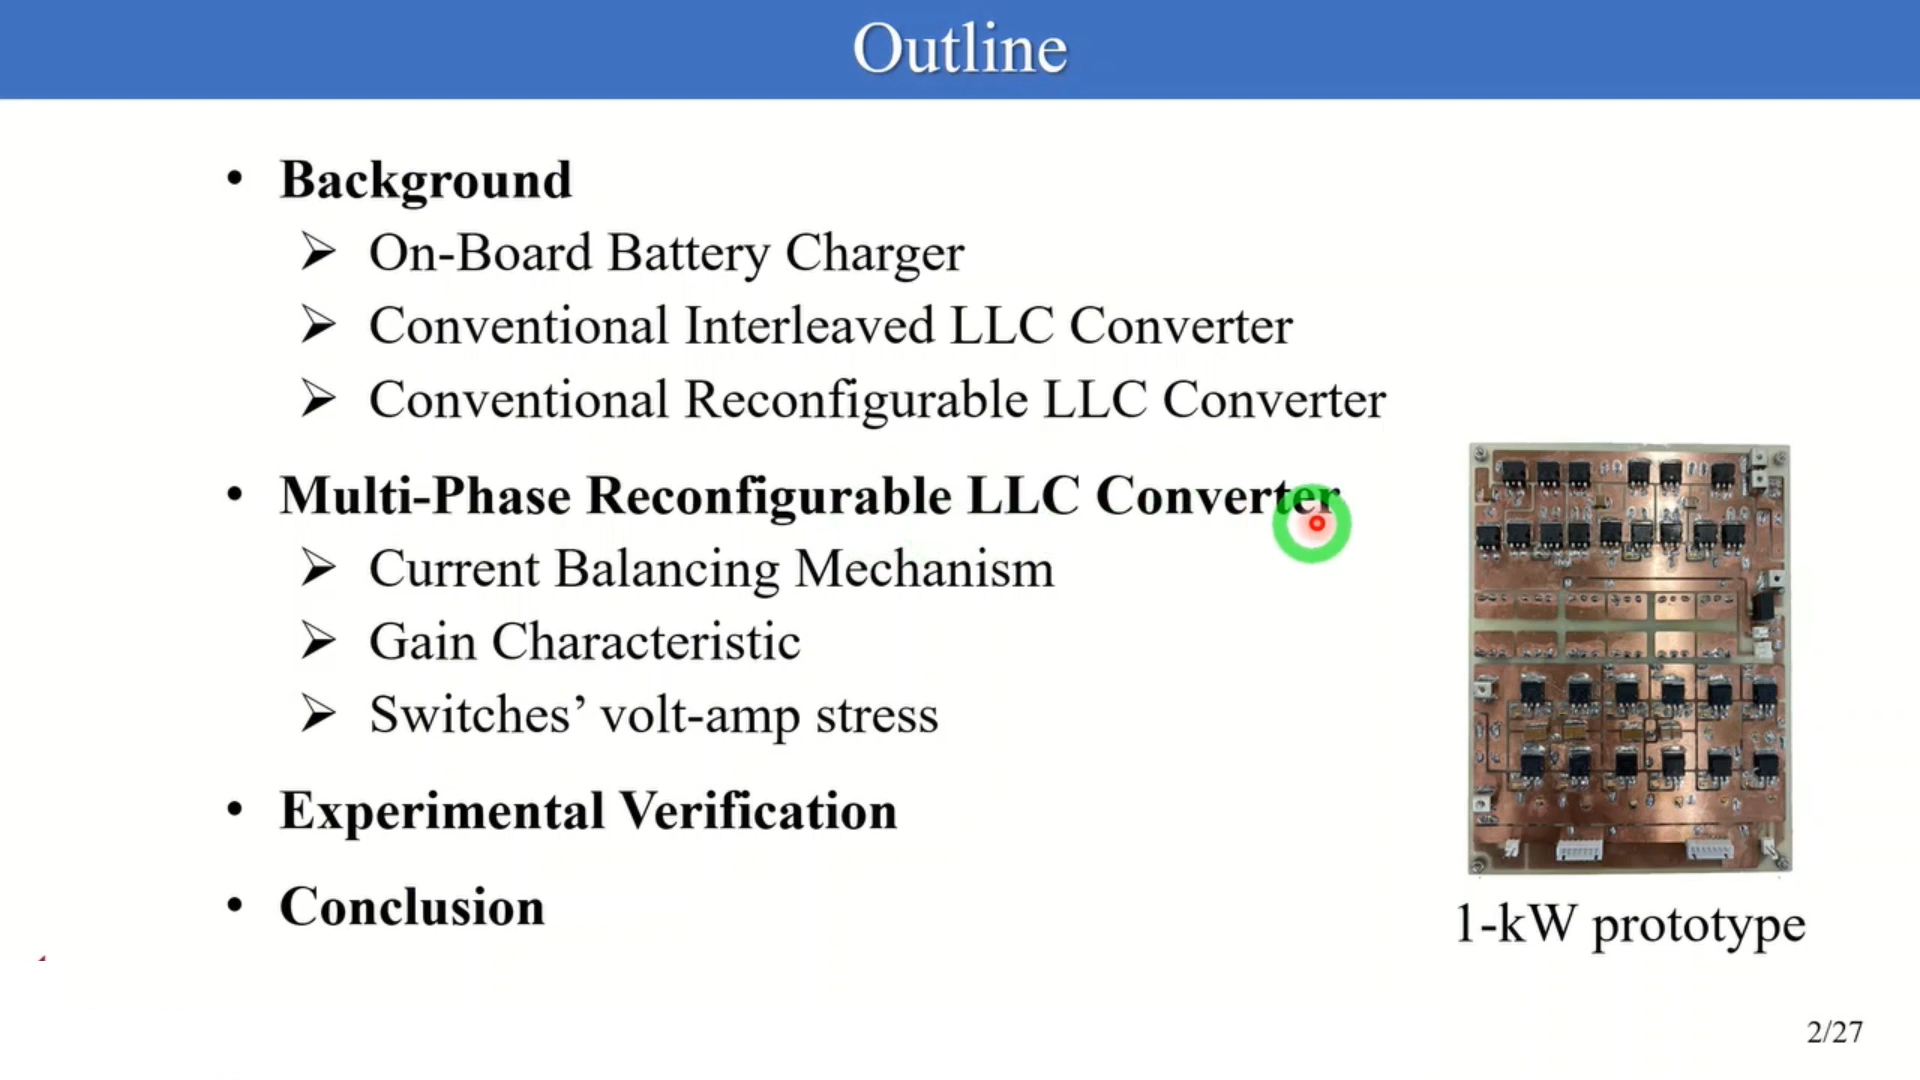 Outline
• Background
➢ On-Board Battery Charger
➢ Conventional Interleaved LLC Converter
➢ Conventional Reconfigurable LLC Converter
• Multi-Phase Reconfigurable LLC Converter
➢ Current Balancing Mechanism
➢ Gain Characteristic
➢ Switches’ volt-amp stress
• Experimental Verification
• Conclusion
1-kW prototype
2/27